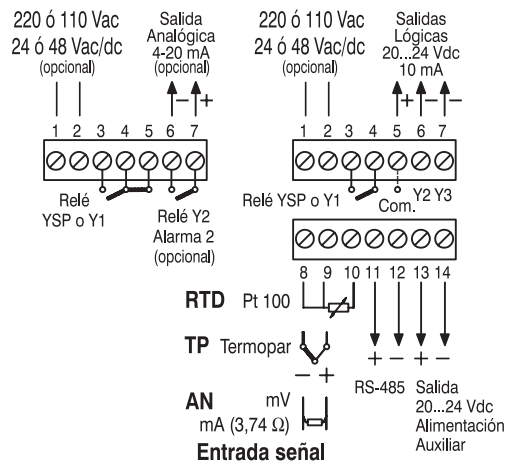 220 ó 110 Vac
24 ó 48 Vac/dc
(opcional)
Salida
Analógica
4-20 mA
(opcional)
− +
1 2 3 4 5 6 7
Relé
YSP o Y1
Relé Y2
Alarma 2
(opcional)
220 ó 110 Vac
24 ó 48 Vac/dc
(opcional)
Salidas
Lógicas
20...24 Vdc
10 mA
+ − −
1 2 3 4 5 6 7
Relé YSP o Y1
Com.
Y2 Y3
8 9 10 11 12 13 14
RTD Pt 100
TP Termopar
− +
+ − + −
RS-485
Salida
20...24 Vdc
Alimentación
Auxiliar
AN mV
mA (3,74 Ω)
Entrada señal